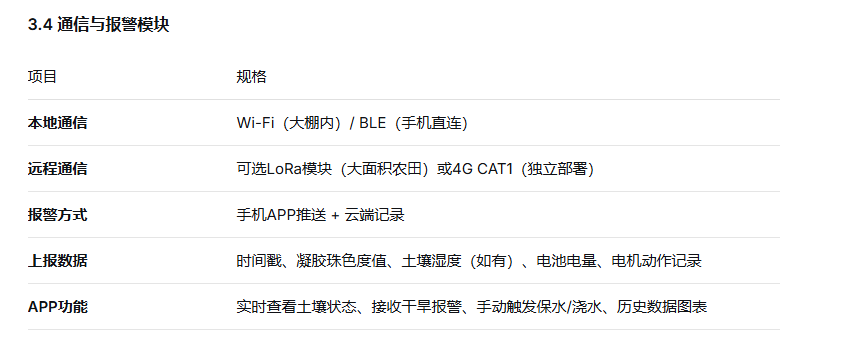 3.4 通信与报警模块
项目 规格
本地通信 Wi-Fi（大棚内）/ BLE（手机直连）
远程通信 可选LoRa模块（大面积农田）或4G CAT1（独立部署）
报警方式 手机APP推送 + 云端记录
上报数据 时间戳、凝胶珠色度值、土壤湿度（如有）、电池电量、电机动作记录
APP功能 实时查看土壤状态、接收干旱报警、手动触发保水/浇水、历史数据图表